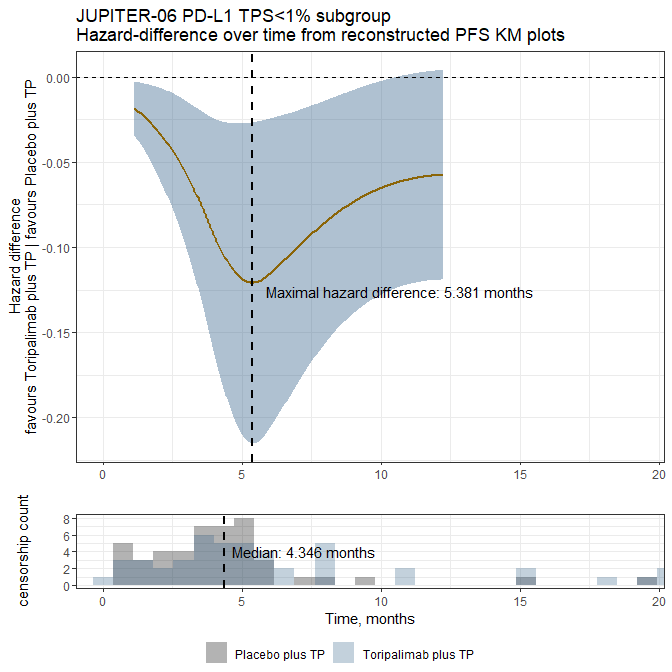 JUPITER-06 PD-L1 TPS<1% subgroup
Hazard-difference over time from reconstructed PFS KM plots
Hazard difference
favours Toripalimab plus TP | favours Placebo plus TP
0.00
-0.05
-0.10
-0.15
-0.20
Maximal hazard difference: 5.381 months
0 5 10 15 20
censorship count
8
6
4
2
0
Median: 4.346 months
0 5 10 15 20
Time, months
Placebo plus TP Toripalimab plus TP